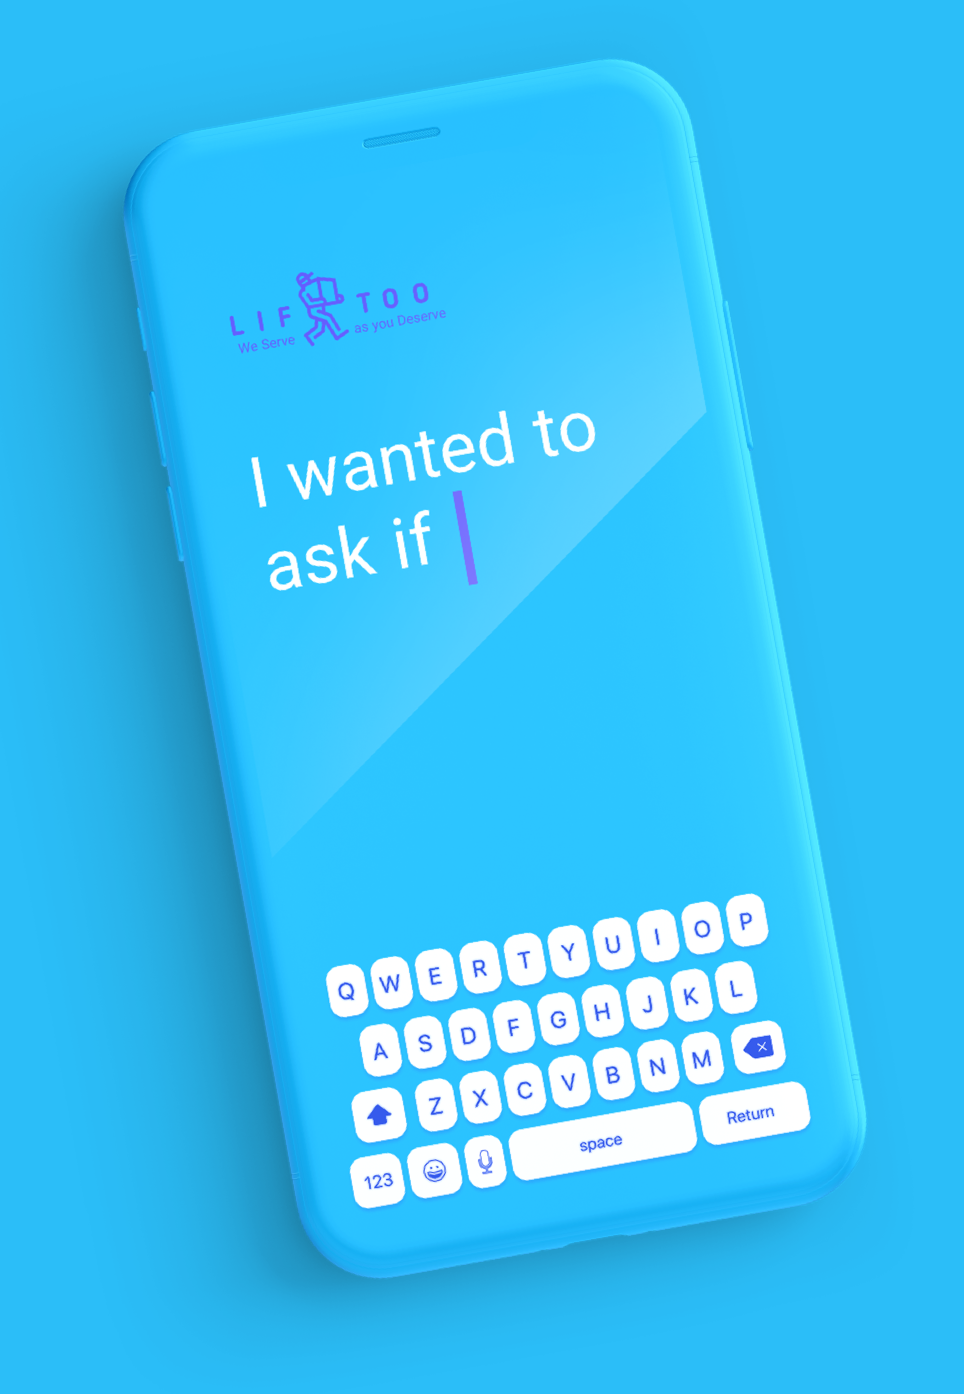 LIF TOO
We Serve as you Deserve
I wanted to
ask if
Q W E R T Y U I O P
A S D F G H J K L
Z X C V B N M
123 space Return